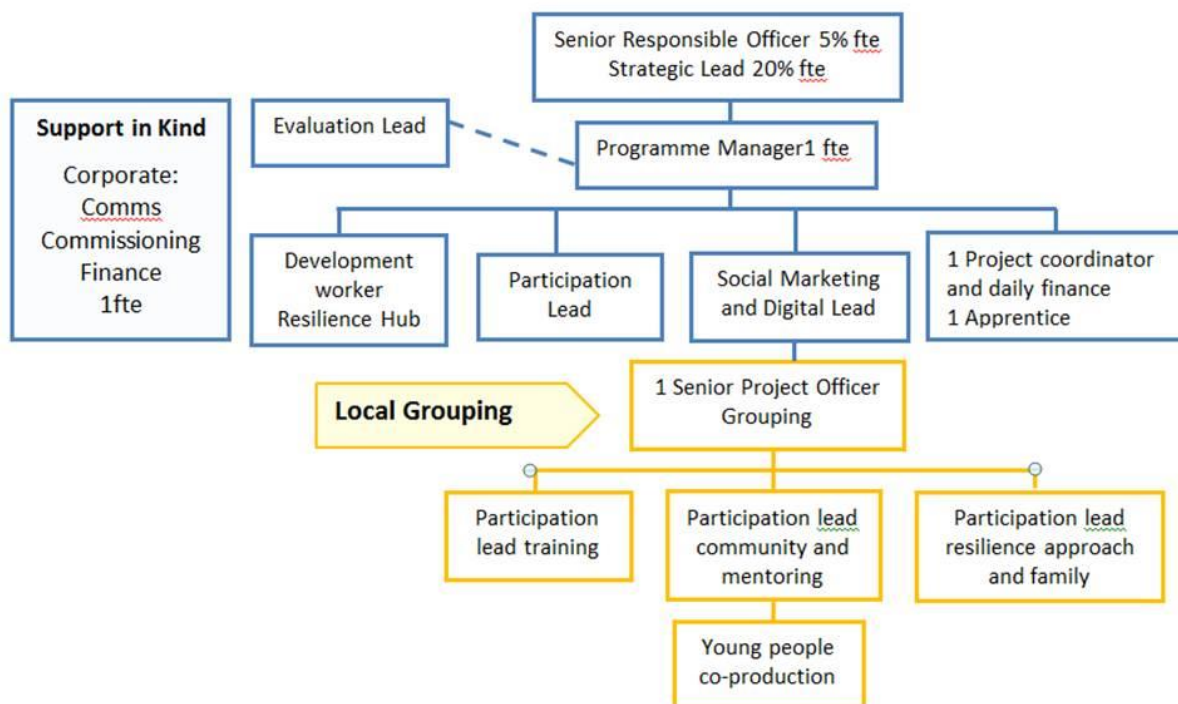 Senior Responsible Officer 5% fte
Strategic Lead 20% fte
Support in Kind
Corporate:
Comms
Commissioning
Finance
1fte
Evaluation Lead
Programme Manager1 fte
Development
worker
Resilience Hub
Participation
Lead
Social Marketing
and Digital Lead
1 Project coordinator
and daily finance
1 Apprentice
Local Grouping
1 Senior Project Officer
Grouping
Participation
lead training
Participation lead
community and
mentoring
Participation lead
resilience approach
and family
Young people
co-production